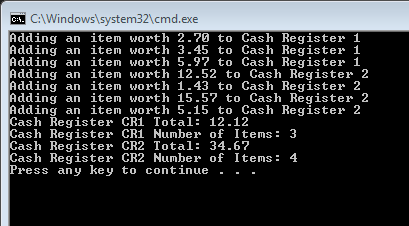 C:\Windows\system32\cmd.exe
Adding an item worth 2.70 to Cash Register 1
Adding an item worth 3.45 to Cash Register 1
Adding an item worth 5.97 to Cash Register 1
Adding an item worth 12.52 to Cash Register 2
Adding an item worth 1.43 to Cash Register 2
Adding an item worth 15.57 to Cash Register 2
Adding an item worth 5.15 to Cash Register 2
Cash Register CR1 Total: 12.12
Cash Register CR1 Number of Items: 3
Cash Register CR2 Total: 34.67
Cash Register CR2 Number of Items: 4
Press any key to continue . . .